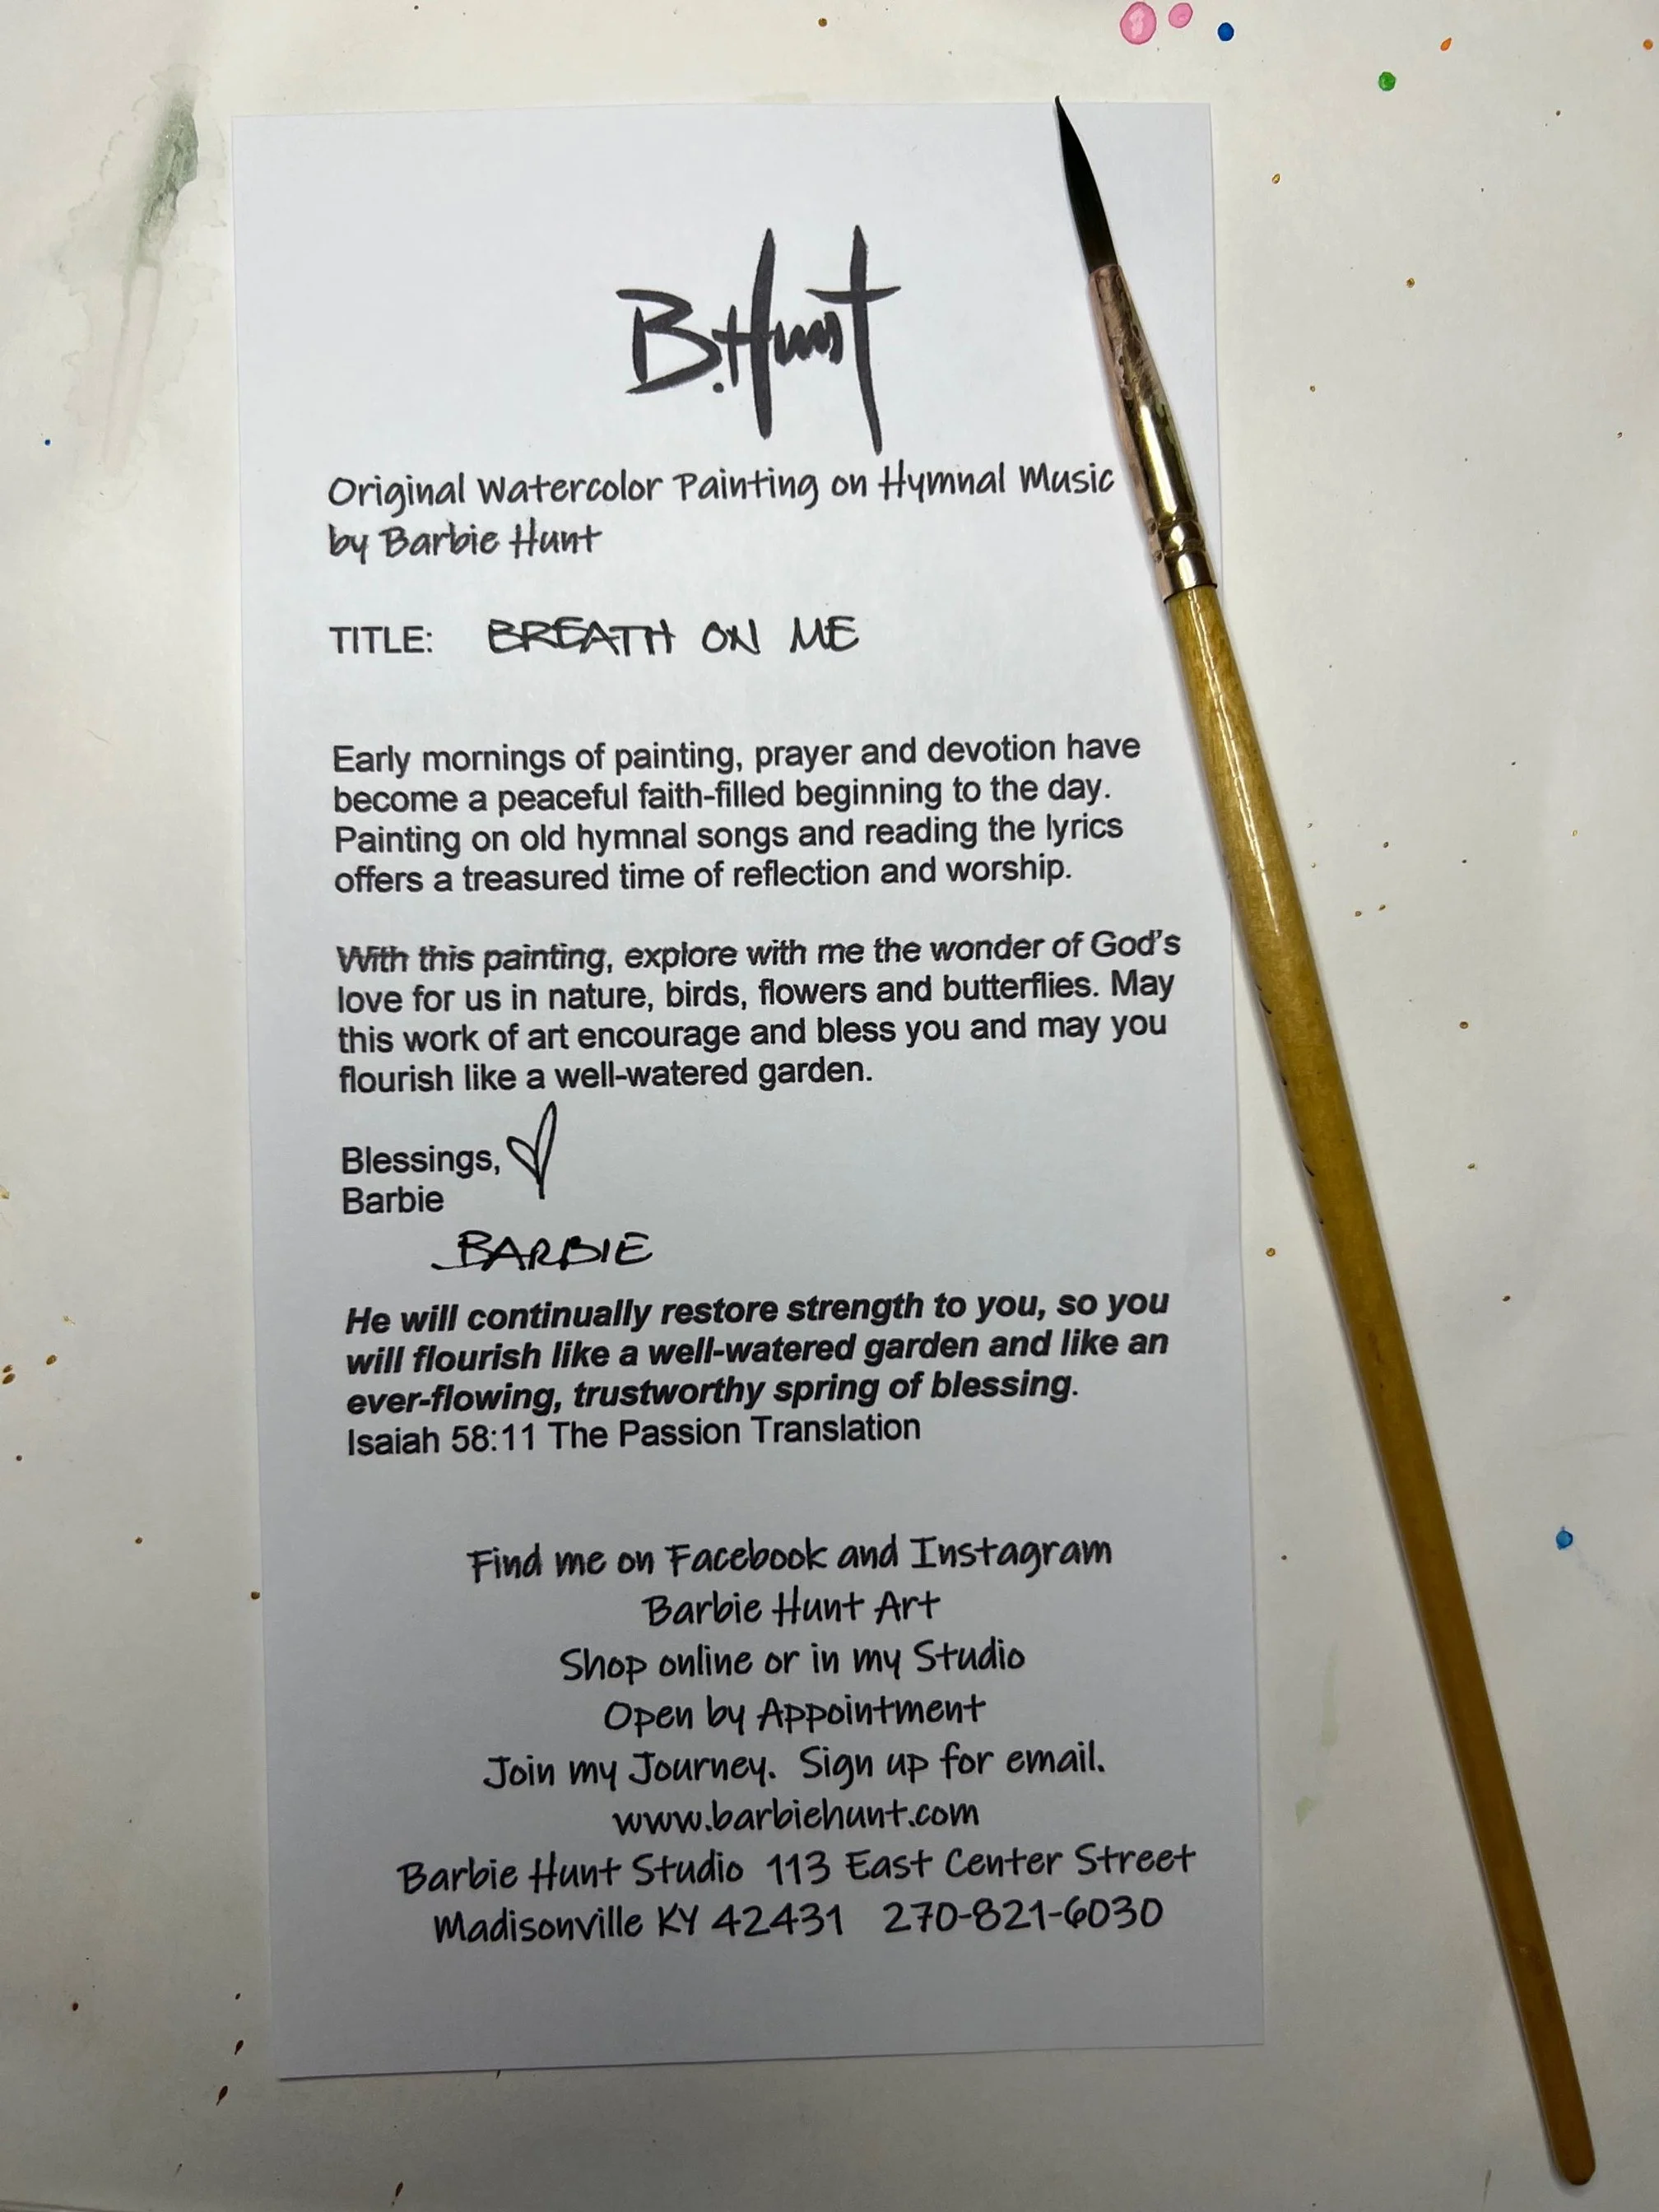 B.Hunt
Original Watercolor Painting on Hymnal Music
by Barbie Hunt
TITLE: BREATH ON ME
Early mornings of painting, prayer and devotion have
become a peaceful faith-filled beginning to the day.
Painting on old hymnal songs and reading the lyrics
offers a treasured time of reflection and worship.
With this painting, explore with me the wonder of God's
love for us in nature, birds, flowers and butterflies. May
this work of art encourage and bless you and may you
flourish like a well-watered garden.
Blessings,
Barbie
BARBIE
He will continually restore strength to you, so you
will flourish like a well-watered garden and like an
ever-flowing, trustworthy spring of blessing.
Isaiah 58:11 The Passion Translation
Find me on Facebook and Instagram
Barbie Hunt Art
Shop online or in my Studio
Open by Appointment
Join my Journey. Sign up for email.
www.barbiehunt.com
Barbie Hunt Studio 113 East Center Street
Madisonville KY 42431 270-821-6030